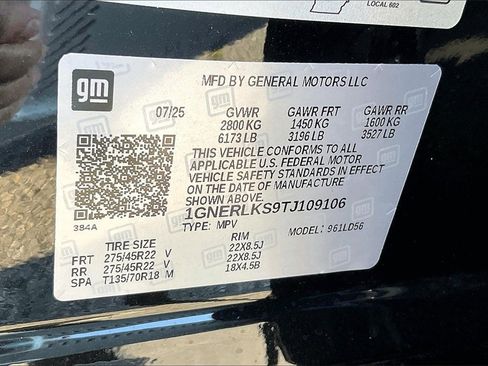 LOCAL 602
gm
MFD BY GENERAL MOTORS LLC
07/25 GVWR GAWR FRT GAWR RR
2800 KG 1450 KG 1600 KG
6173 LB 3196 LB 3527 LB
THIS VEHICLE CONFORMS TO ALL
APPLICABLE U.S. FEDERAL MOTOR
VEHICLE SAFETY STANDARDS IN EFFECT
ON THE DATE OF MANUFACTURE
SHOWN ABOVE.
1GNERLKS9TJ109106
384A TYPE: MPV MODEL: 961LD56
TIRE SIZE RIM
FRT 275/45R22 V 22X8.5J
RR 275/45R22 V 22X8.5J
SPA T135/70R18 M 18X4.5B